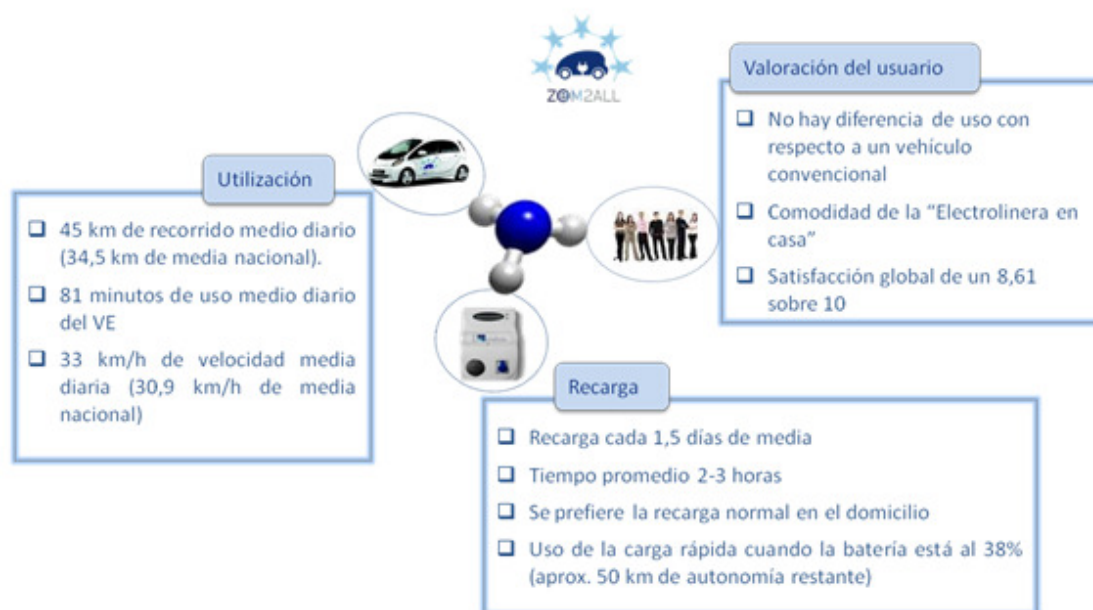 ZOM2ALL
Utilización
45 km de recorrido medio diario
(34,5 km de media nacional).
81 minutos de uso medio diario
del VE
33 km/h de velocidad media
diaria (30,9 km/h de media
nacional)
Valoración del usuario
No hay diferencia de uso con
respecto a un vehículo
convencional
Comodidad de la “Electrolinera en
casa”
Satisfacción global de un 8,61
sobre 10
Recarga
Recarga cada 1,5 días de media
Tiempo promedio 2-3 horas
Se prefiere la recarga normal en el domicilio
Uso de la carga rápida cuando la batería está al 38%
(aprox. 50 km de autonomía restante)